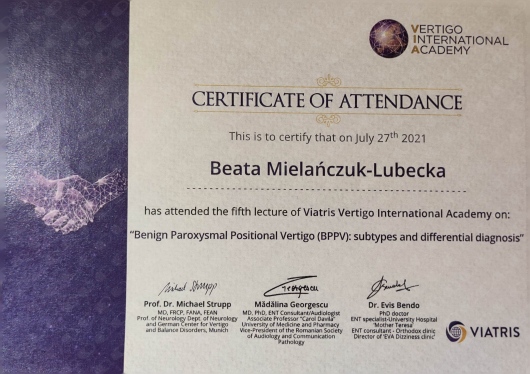 VERTIGO
INTERNATIONAL
ACADEMY
CERTIFICATE OF ATTENDANCE
This is to certify that on July 27th 2021
Beata Mielańczuk-Lubecka
has attended the fifth lecture of Viatris Vertigo International Academy on:
"Benign Paroxysmal Positional Vertigo (BPPV): subtypes and differential diagnosis"
Michael Strupp
Georgescu
Prof. Dr. Michael Strupp
MD, FRCP, FANA, FEAN
Prof. of Neurology Dept. of Neurology
and German Center for Vertigo
and Balance Disorders, Munich
Mădălina Georgescu
MD, PhD, ENT Consultant/Audiologist
Associate Professor "Carol Davila"
University of Medicine and Pharmacy
Vice-President of the Romanian Society
of Audiology and Communication
Pathology
Dr. Evis Bendo
PhD doctor
ENT specialist-University Hospital
"Mother Teresa"
ENT consultant - Orthodox clinic
Director of "EVA Dizziness clinic"
VIATRIS